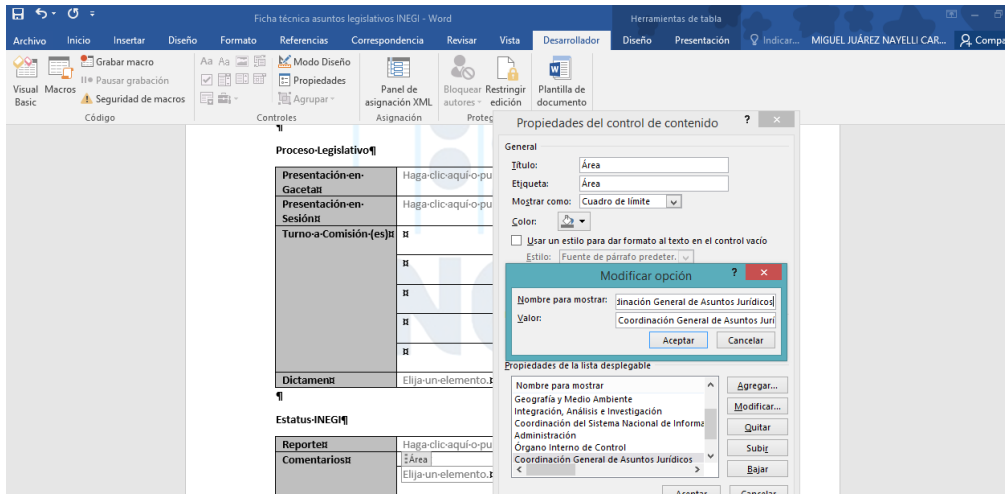 Ficha técnica asuntos legislativos INEGI - Word
Herramientas de tabla
Archivo Inicio Insertar Diseño Formato Referencias Correspondencia Revisar Vista Desarrollador Diseño Presentación Indicar... MIGUEL JUÁREZ NAYELLI CAR... Compa
Visual Basic
Macros
Grabar macro
Pausar grabación
Seguridad de macros
Código
Aa Aa
Modo Diseño
Propiedades
Agrupar
Controles
Panel de asignación XML
Asignación
Bloquear autores
Restringir edición
Proteg
Plantilla de documento
Proceso·Legislativo¶
Presentación·en·
Gaceta¤ Haga·clic·aquí·o·pu
Presentación·en·
Sesión¤ Haga·clic·aquí·o·pu
Turno·a·Comisión·(es)¤ ¤
¤
¤
¤
¤
Dictamen¤ Elija·un·elemento.¤
¶
Estatus·INEGI¶
Reporte¤ Haga·clic·aquí·o·pu
Comentarios¤ Área
Elija·un·elemento.¤
Propiedades del control de contenido ? ×
General
Título: Área
Etiqueta: Área
Mostrar como: Cuadro de límite
Color:
Usar un estilo para dar formato al texto en el control vacío
Estilo: Fuente de párrafo predeter.
Modificar opción ? ×
Nombre para mostrar: dinación General de Asuntos Jurídicos
Valor: Coordinación General de Asuntos Jurí
Aceptar Cancelar
Propiedades de la lista desplegable
Nombre para mostrar
Geografía y Medio Ambiente
Integración, Análisis e Investigación
Coordinación del Sistema Nacional de Informa
Administración
Órgano Interno de Control
Coordinación General de Asuntos Jurídicos
Agregar...
Modificar...
Quitar
Subir
Bajar
Aceptar Cancelar